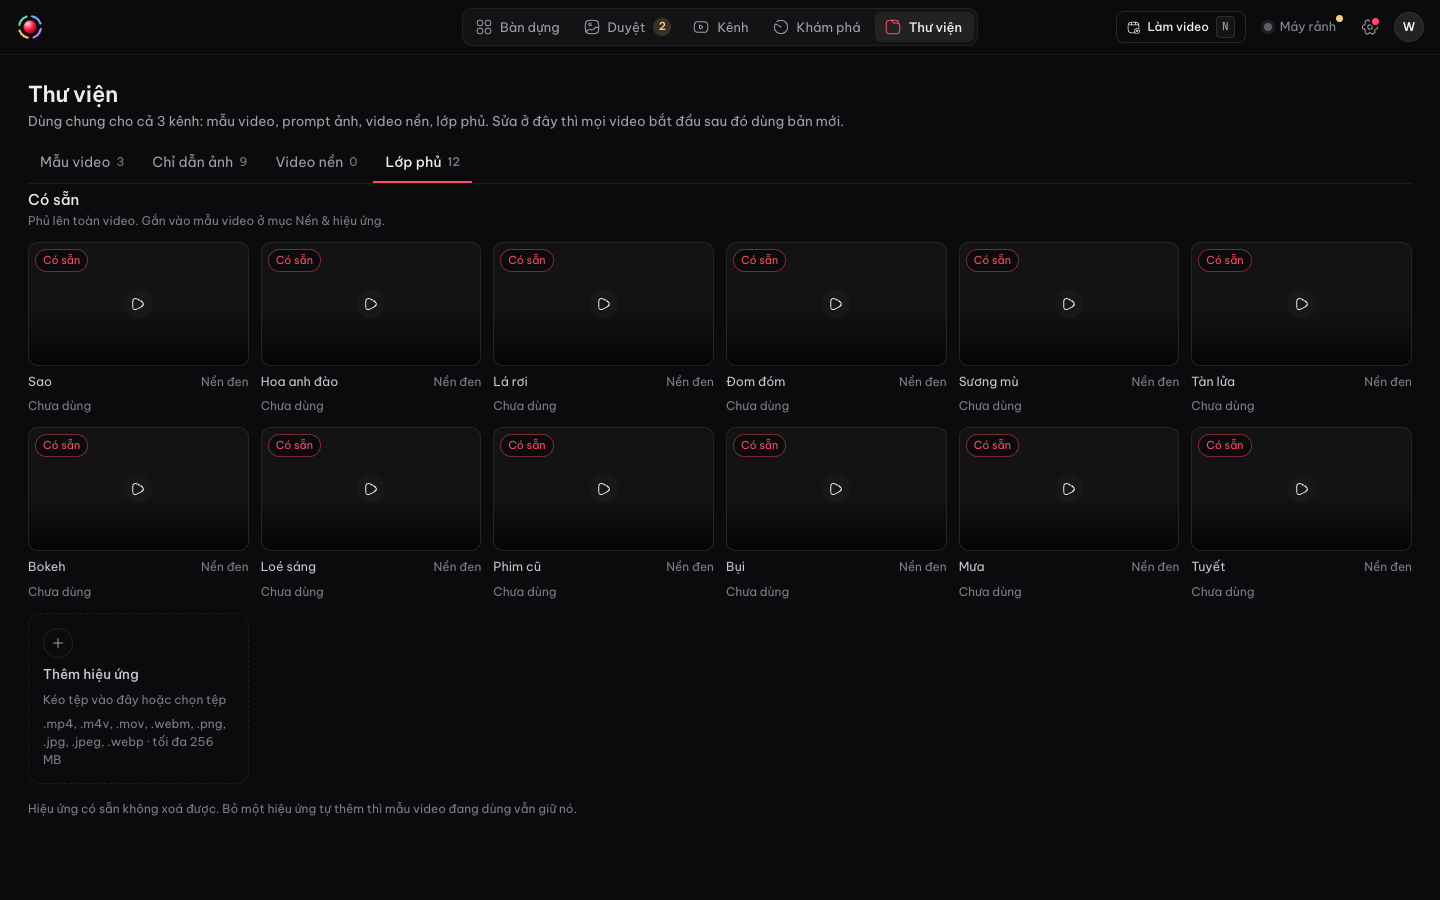 Bàn dựng
Duyệt 2
Kênh
Khám phá
Thư viện
Làm video N
Máy rảnh
W
Thư viện
Dùng chung cho cả 3 kênh: mẫu video, prompt ảnh, video nền, lớp phủ. Sửa ở đây thì mọi video bắt đầu sau đó dùng bản mới.
Mẫu video 3
Chỉ dẫn ảnh 9
Video nền 0
Lớp phủ 12
Có sẵn
Phủ lên toàn video. Gắn vào mẫu video ở mục Nền & hiệu ứng.
Có sẵn
Có sẵn
Có sẵn
Có sẵn
Có sẵn
Có sẵn
Sao Nền đen
Hoa anh đào Nền đen
Lá rơi Nền đen
Đom đóm Nền đen
Sương mù Nền đen
Tàn lửa Nền đen
Chưa dùng
Chưa dùng
Chưa dùng
Chưa dùng
Chưa dùng
Chưa dùng
Có sẵn
Có sẵn
Có sẵn
Có sẵn
Có sẵn
Có sẵn
Bokeh Nền đen
Loé sáng Nền đen
Phim cũ Nền đen
Bụi Nền đen
Mưa Nền đen
Tuyết Nền đen
Chưa dùng
Chưa dùng
Chưa dùng
Chưa dùng
Chưa dùng
Chưa dùng
Thêm hiệu ứng
Kéo tệp vào đây hoặc chọn tệp
.mp4, .m4v, .mov, .webm, .png,
.jpg, .jpeg, .webp · tối đa 256
MB
Hiệu ứng có sẵn không xoá được. Bỏ một hiệu ứng tự thêm thì mẫu video đang dùng vẫn giữ nó.